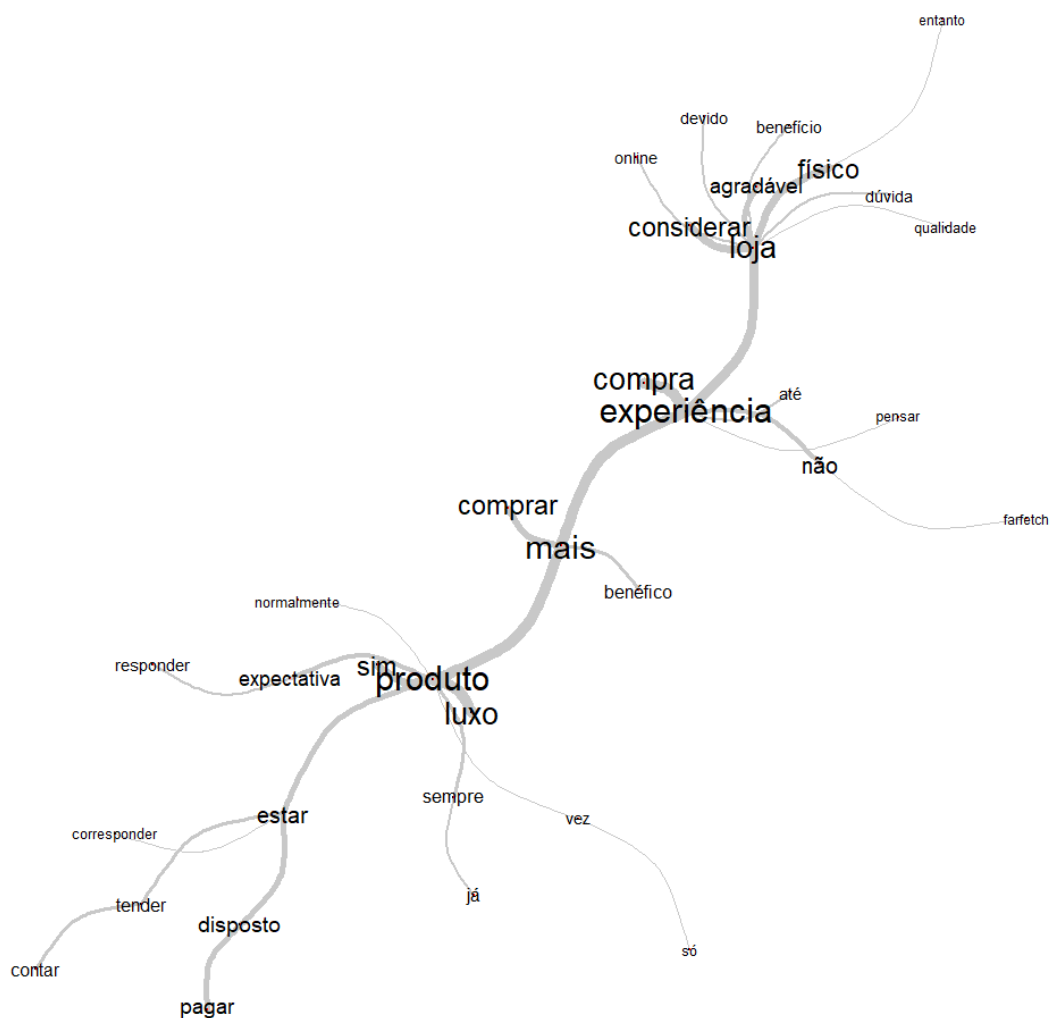 entanto
devido
benefício
online
físico
agradável
dúvida
considerar
qualidade
loja
compra
até
experiência
pensar
não
comprar
farfetch
mais
benéfico
normalmente
responder
sim
expectativa
produto
luxo
sempre
estar
vez
corresponder
já
tender
disposto
só
contar
pagar